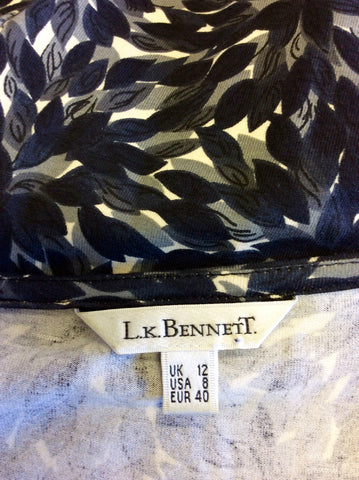 L.K.BENNETT.
UK 12
USA 8
EUR 40